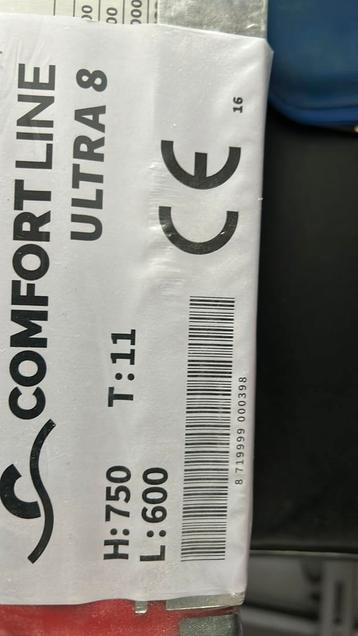 COMFORT LINE
ULTRA 8
H: 750 T: 11
L: 600
CE
16
8 719999 000398